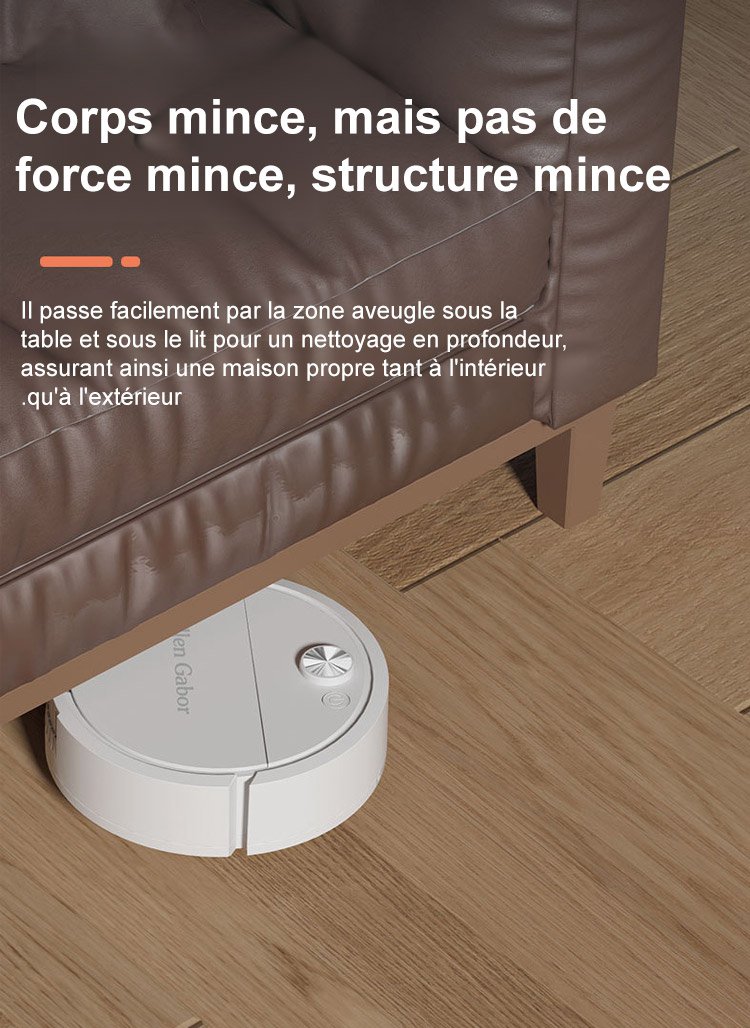 Corps mince, mais pas de
force mince, structure mince
Il passe facilement par la zone aveugle sous la
table et sous le lit pour un nettoyage en profondeur,
assurant ainsi une maison propre tant à l'intérieur
.qu'à l'extérieur
llen Gabor